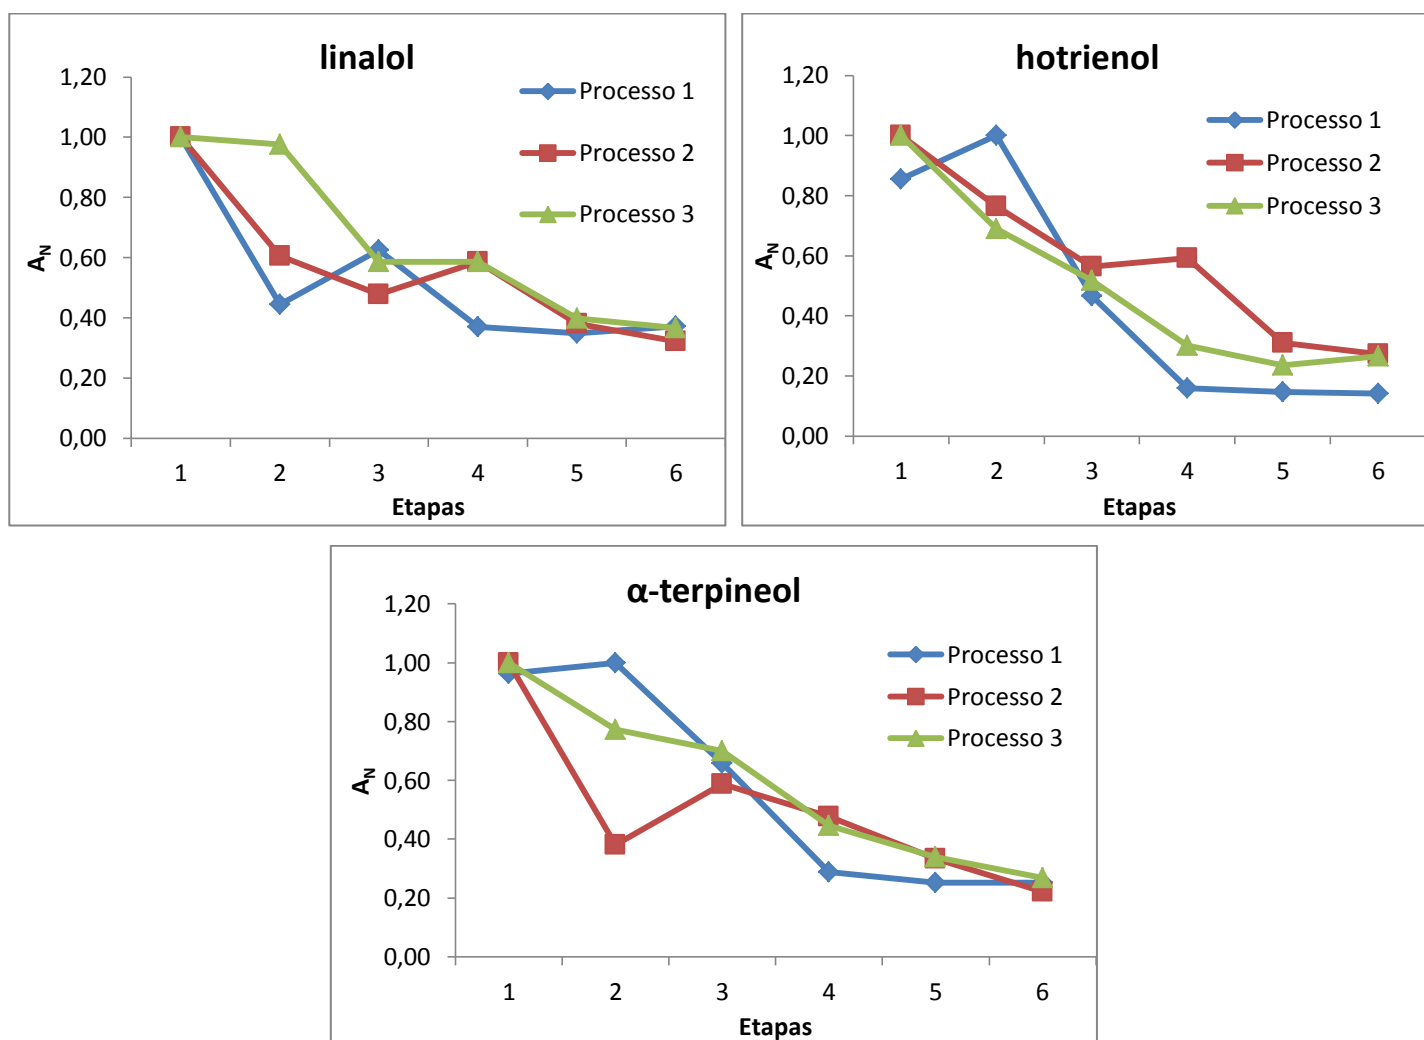 linalol
1,20
1,00
0,80
0,60
0,40
0,20
0,00
A_N
1 2 3 4 5 6
Etapas
Processo 1
Processo 2
Processo 3
hotrienol
1,20
1,00
0,80
0,60
0,40
0,20
0,00
A_N
1 2 3 4 5 6
Etapas
Processo 1
Processo 2
Processo 3
α-terpineol
1,20
1,00
0,80
0,60
0,40
0,20
0,00
A_N
1 2 3 4 5 6
Etapas
Processo 1
Processo 2
Processo 3